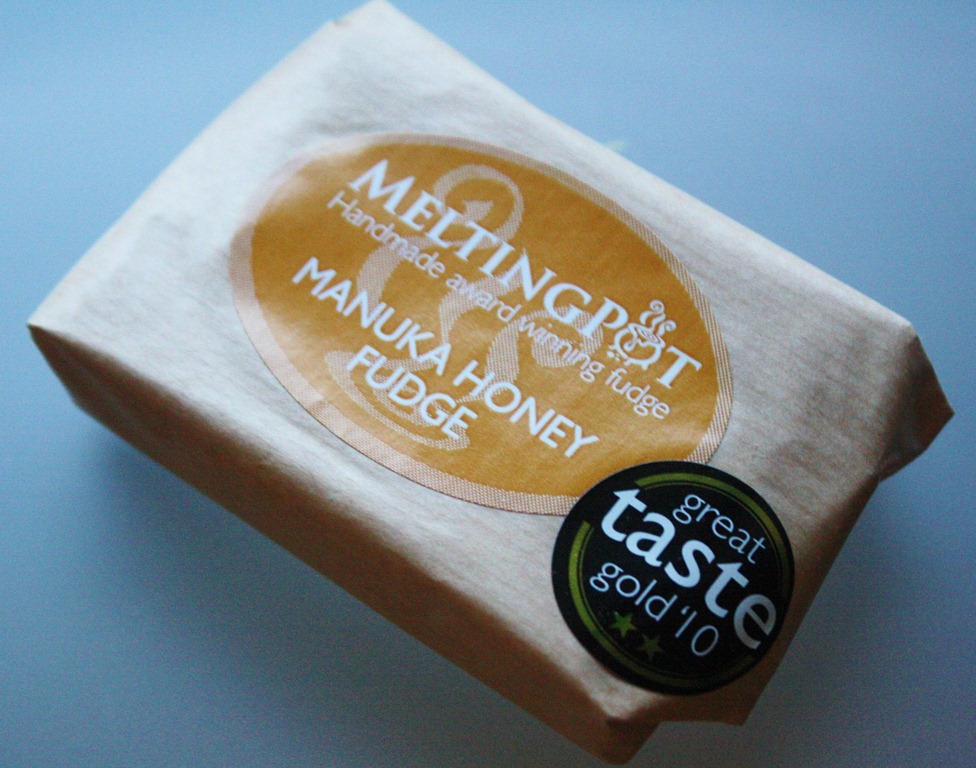 MELTINGPOT
Handmade award winning fudge
MANUKA HONEY
FUDGE
great
taste
gold '10